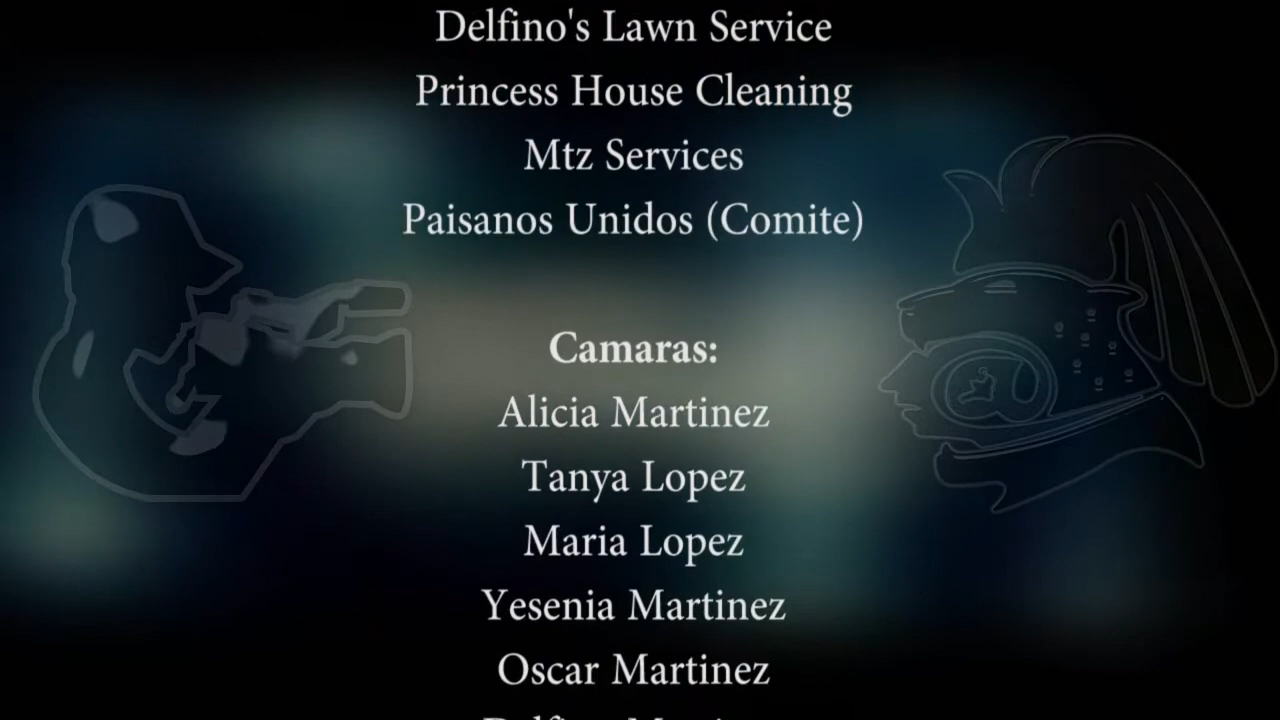 Delfino's Lawn Service
Princess House Cleaning
Mtz Services
Paisanos Unidos (Comite)
Camaras:
Alicia Martinez
Tanya Lopez
Maria Lopez
Yesenia Martinez
Oscar Martinez